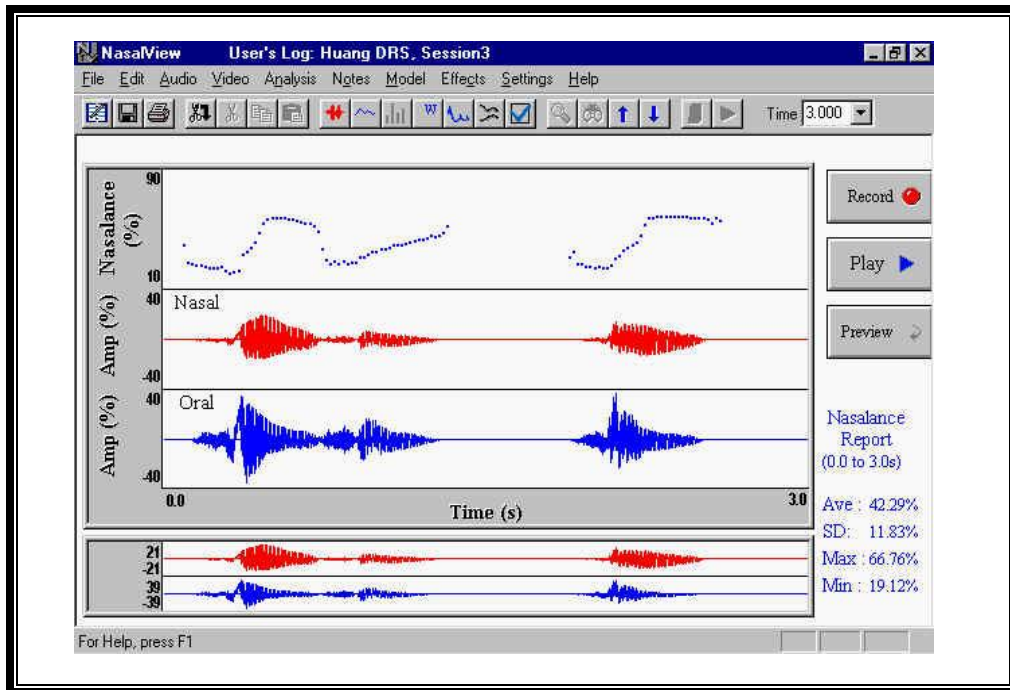 NasalView User's Log: Huang DRS, Session3
File Edit Audio Video Analysis Notes Model Effects Settings Help
Time 3.000
Nasalance
(%)
90
10
Record
Play
Preview
Amp (%)
40
-40
Nasal
Amp (%)
40
-40
Oral
0.0
3.0
Time (s)
Nasalance
Report
(0.0 to 3.0s)
Ave : 42.29%
SD: 11.83%
Max : 66.76%
Min : 19.12%
21
-21
39
-39
For Help, press F1